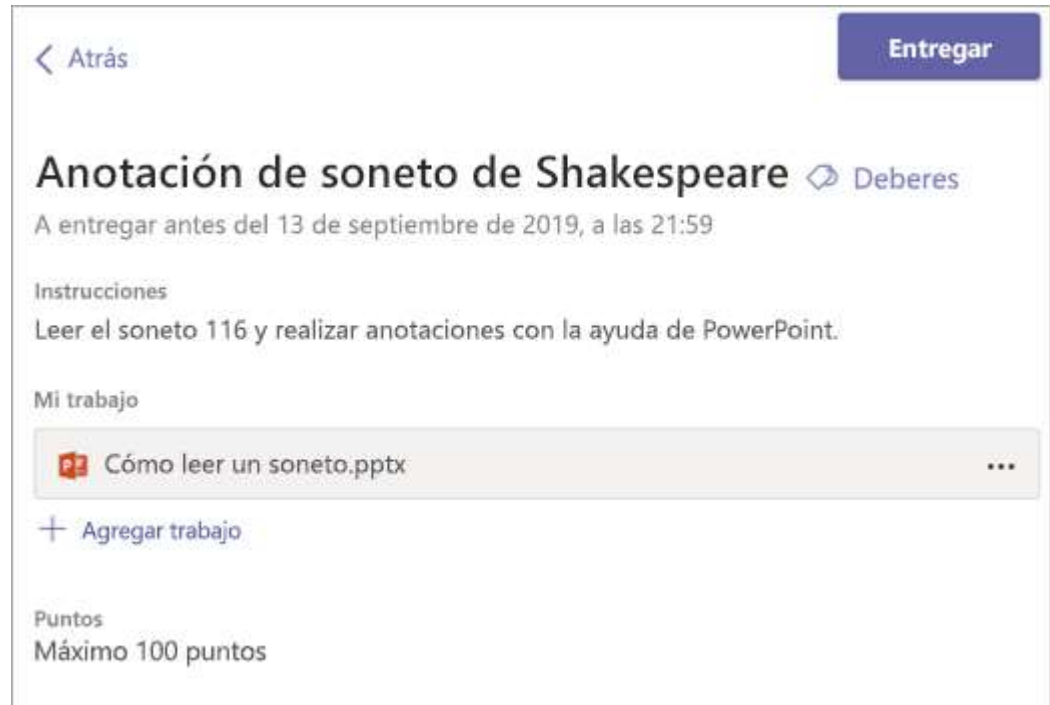 Atrás
Entregar
Anotación de soneto de Shakespeare Deberes
A entregar antes del 13 de septiembre de 2019, a las 21:59
Instrucciones
Leer el soneto 116 y realizar anotaciones con la ayuda de PowerPoint.
Mi trabajo
Cómo leer un soneto.pptx
Agregar trabajo
Puntos
Máximo 100 puntos